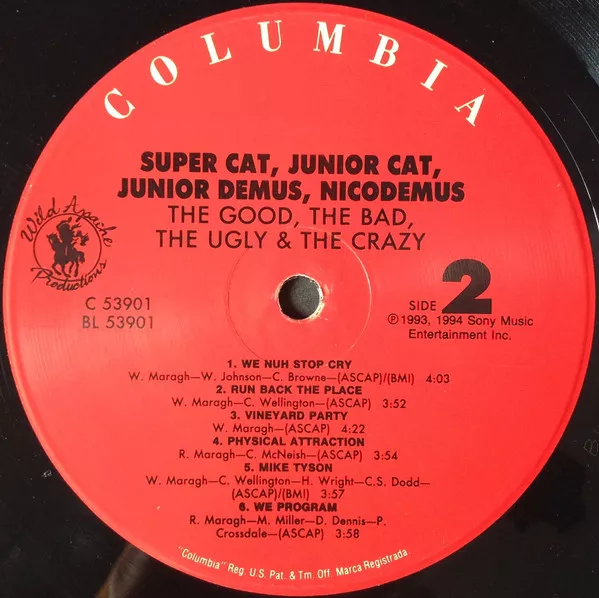 COLUMBIA
SUPER CAT, JUNIOR CAT,
JUNIOR DEMUS, NICODEMUS
THE GOOD, THE BAD,
THE UGLY & THE CRAZY
Wild Apache
Productions
C 53901
BL 53901
SIDE 2
℗ 1993, 1994 Sony Music
Entertainment Inc.
1. WE NUH STOP CRY
W. Maragh—W. Johnson—C. Browne—(ASCAP)/(BMI) 4:03
2. RUN BACK THE PLACE
W. Maragh—C. Wellington—(ASCAP) 3:52
3. VINEYARD PARTY
W. Maragh—(ASCAP) 4:22
4. PHYSICAL ATTRACTION
R. Maragh—C. McNeish—(ASCAP) 3:54
5. MIKE TYSON
W. Maragh—C. Wellington—H. Wright—C.S. Dodd—
(ASCAP)/(BMI) 3:57
6. WE PROGRAM
R. Maragh—M. Miller—D. Dennis—P.
Crossdale—(ASCAP) 3:58
"Columbia" Reg. U.S. Pat. & Tm. Off. Marca Registrada